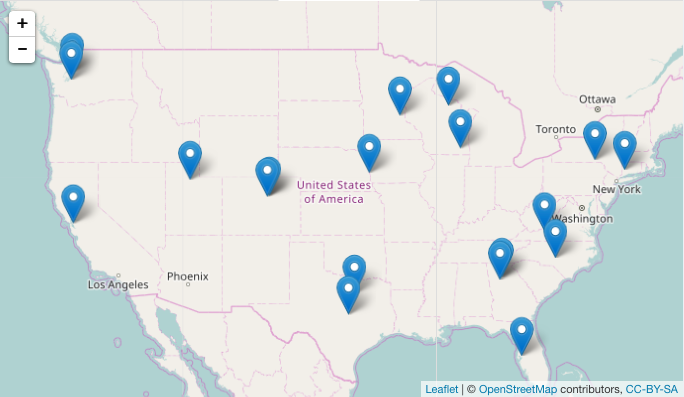 +
−
Ottawa
Toronto
New York
United States
of America
Washington
Phoenix
Los Angeles
Leaflet | © OpenStreetMap contributors, CC-BY-SA